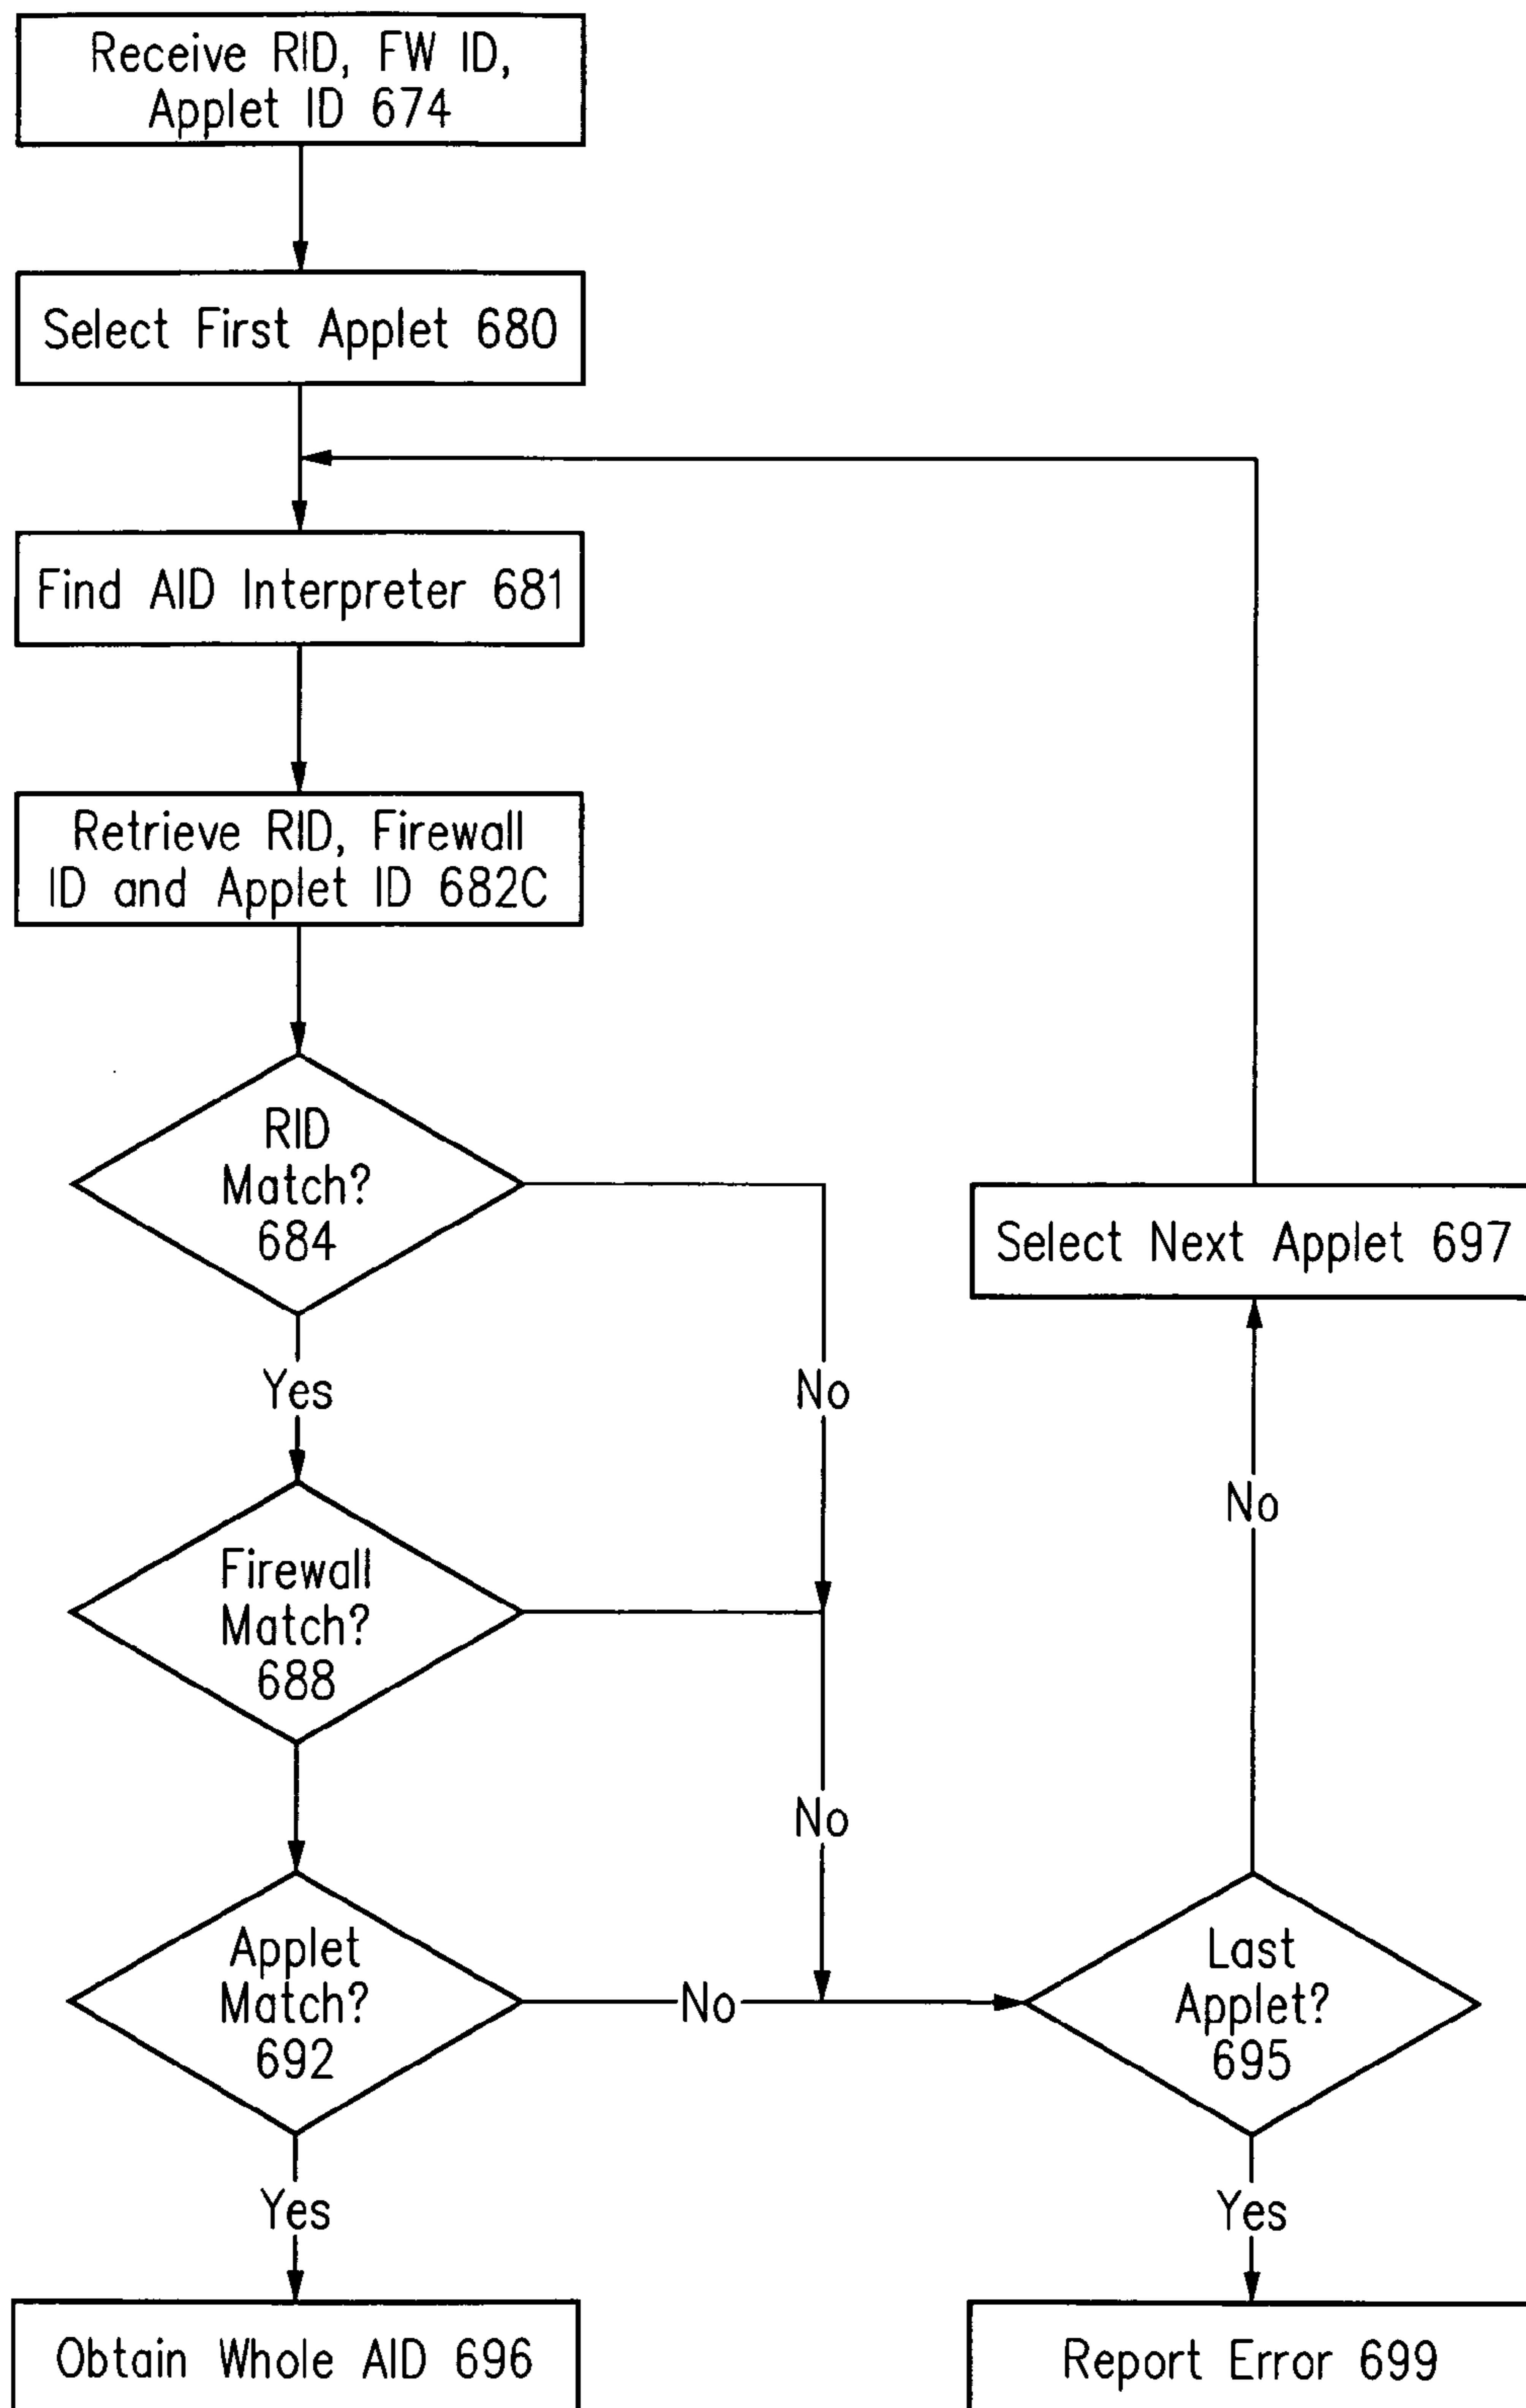 Receive RID, FW ID,
Applet ID 674
Select First Applet 680
Find AID Interpreter 681
Retrieve RID, Firewall
ID and Applet ID 682C
RID
Match?
684
Yes
No
Firewall
Match?
688
No
Applet
Match?
692
No
Yes
Obtain Whole AID 696
Select Next Applet 697
No
Last
Applet?
695
Yes
Report Error 699